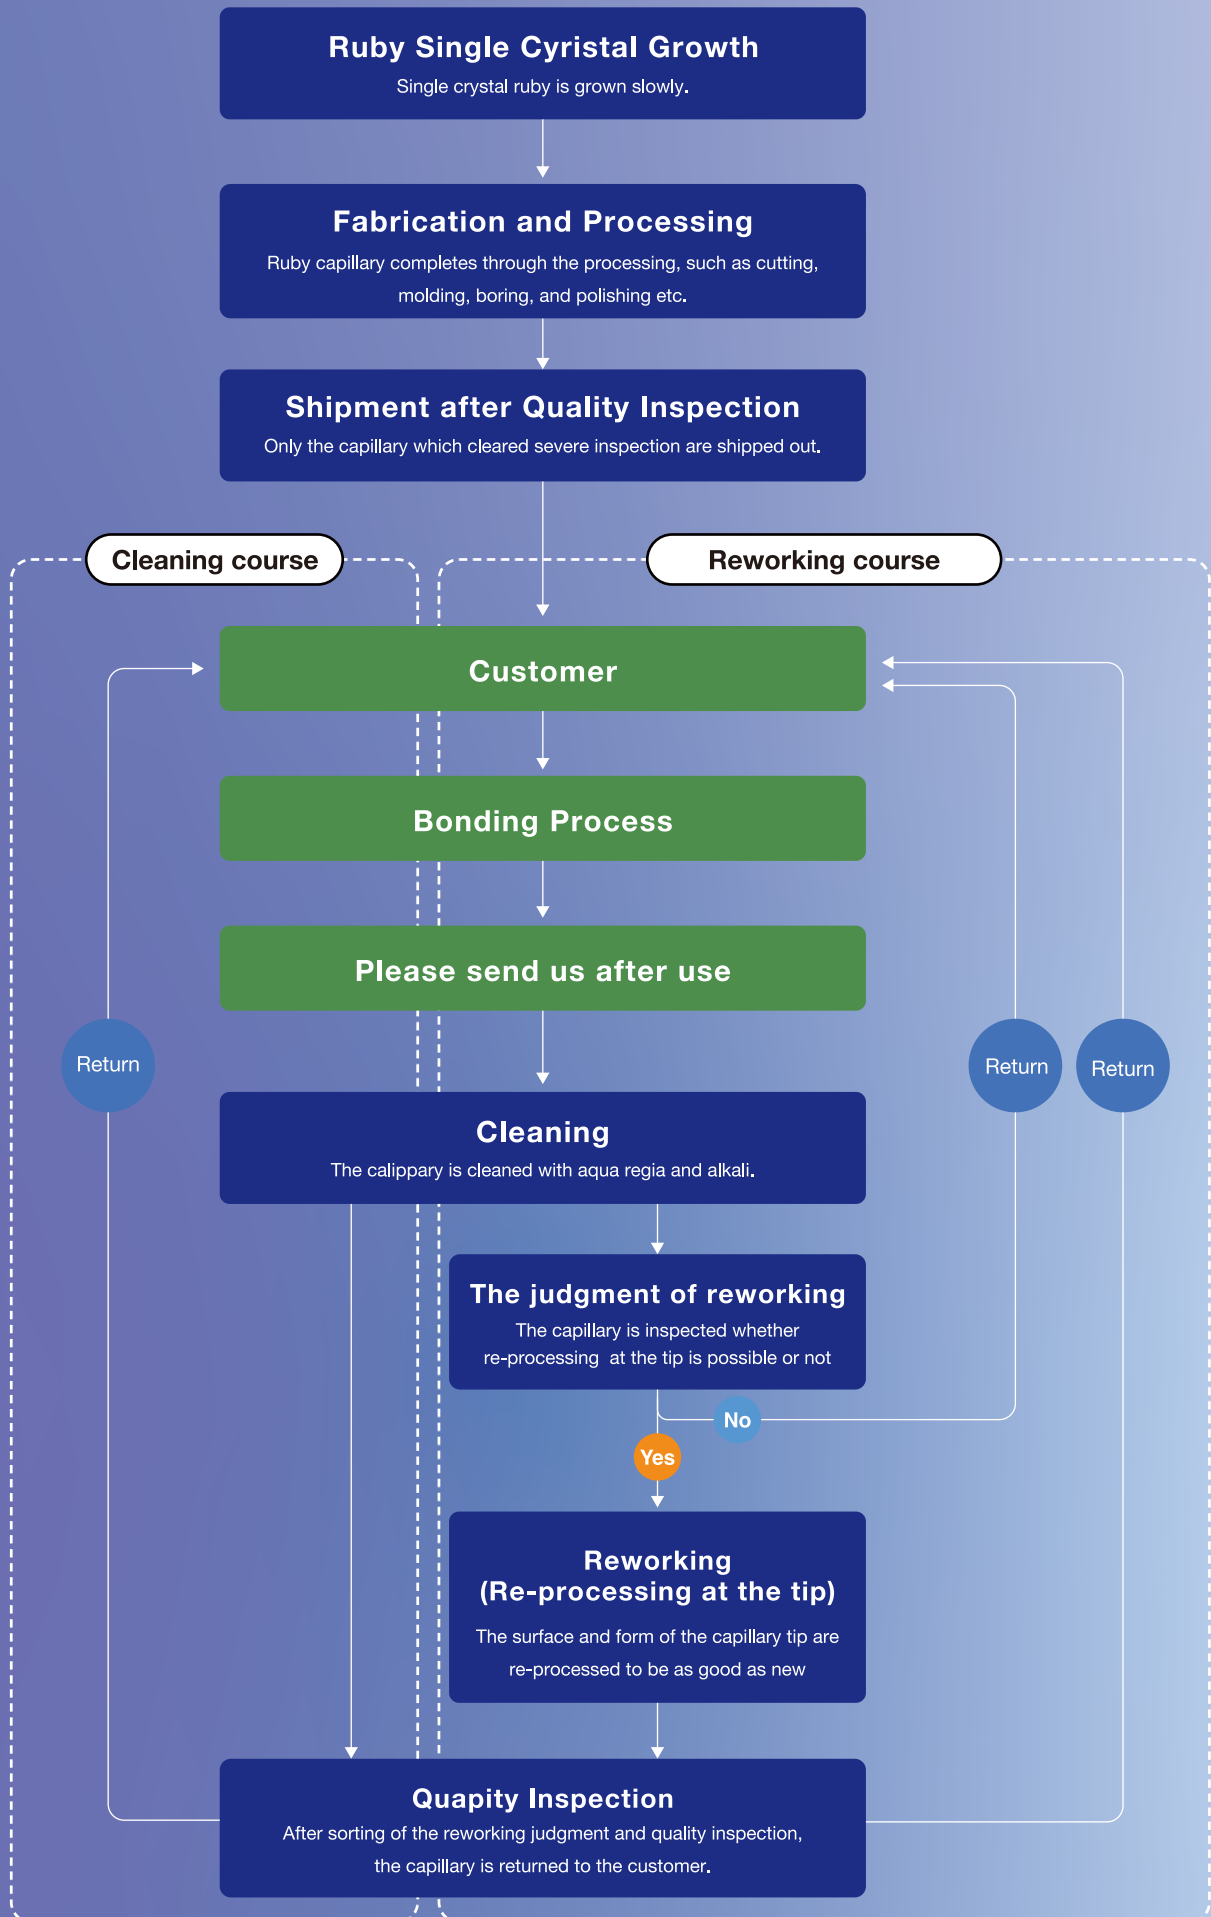 Ruby Single Cyristal Growth
Single crystal ruby is grown slowly.
Fabrication and Processing
Ruby capillary completes through the processing, such as cutting,
molding, boring, and polishing etc.
Shipment after Quality Inspection
Only the capillary which cleared severe inspection are shipped out.
Cleaning course
Reworking course
Customer
Bonding Process
Please send us after use
Return
Return
Return
Cleaning
The calippary is cleaned with aqua regia and alkali.
The judgment of reworking
The capillary is inspected whether
re-processing at the tip is possible or not
No
Yes
Reworking
(Re-processing at the tip)
The surface and form of the capillary tip are
re-processed to be as good as new
Quapity Inspection
After sorting of the reworking judgment and quality inspection,
the capillary is returned to the customer.